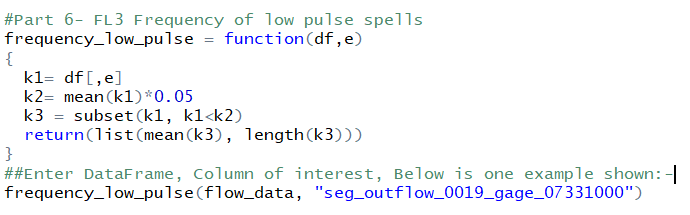 #Part 6- FL3 Frequency of low pulse spells
frequency_low_pulse = function(df,e)
{
  k1= df[,e]
  k2= mean(k1)*0.05
  k3 = subset(k1, k1<k2)
  return(list(mean(k3), length(k3)))
}
##Enter DataFrame, Column of interest, Below is one example shown:-
frequency_low_pulse(flow_data, "seg_outflow_0019_gage_07331000")